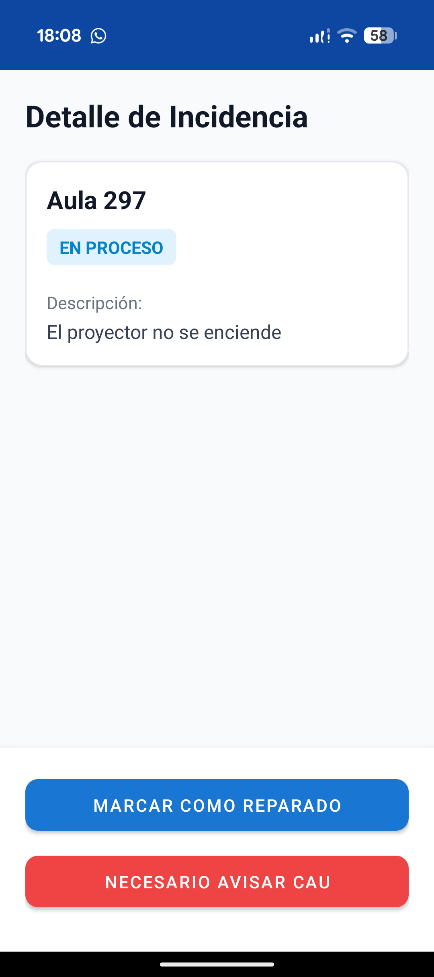 18:08
58
Detalle de Incidencia
Aula 297
EN PROCESO
Descripción:
El proyector no se enciende
MARCAR COMO REPARADO
NECESARIO AVISAR CAU